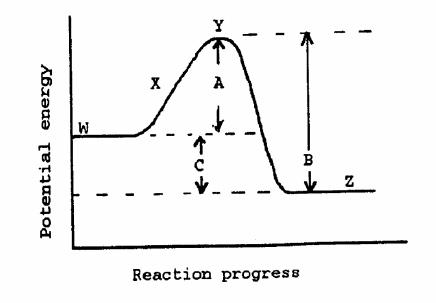 Y
X
A
W
C
B
Z
Potential energy
Reaction progress